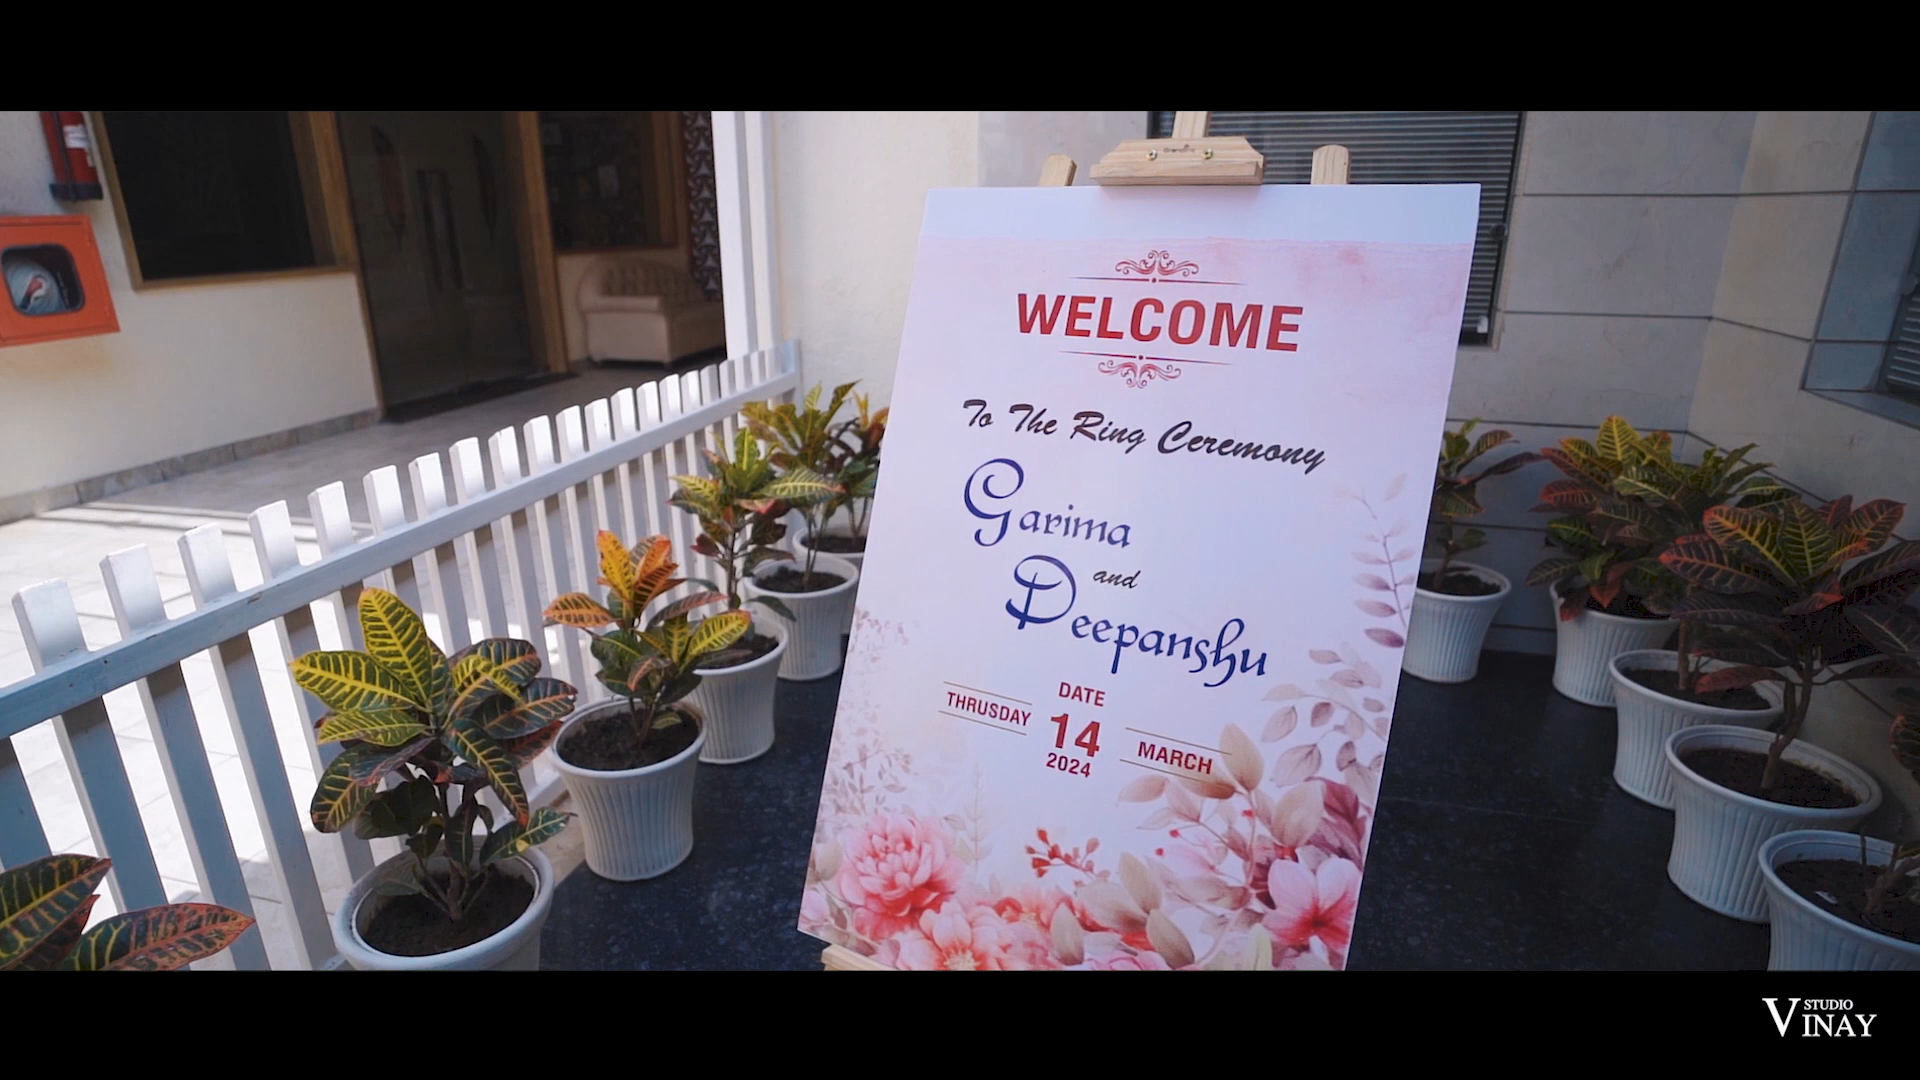 WELCOME
To The Ring Ceremony
Garima
and
Deepanshu
DATE
THRUSDAY 14 MARCH
2024
STUDIO
VINAY